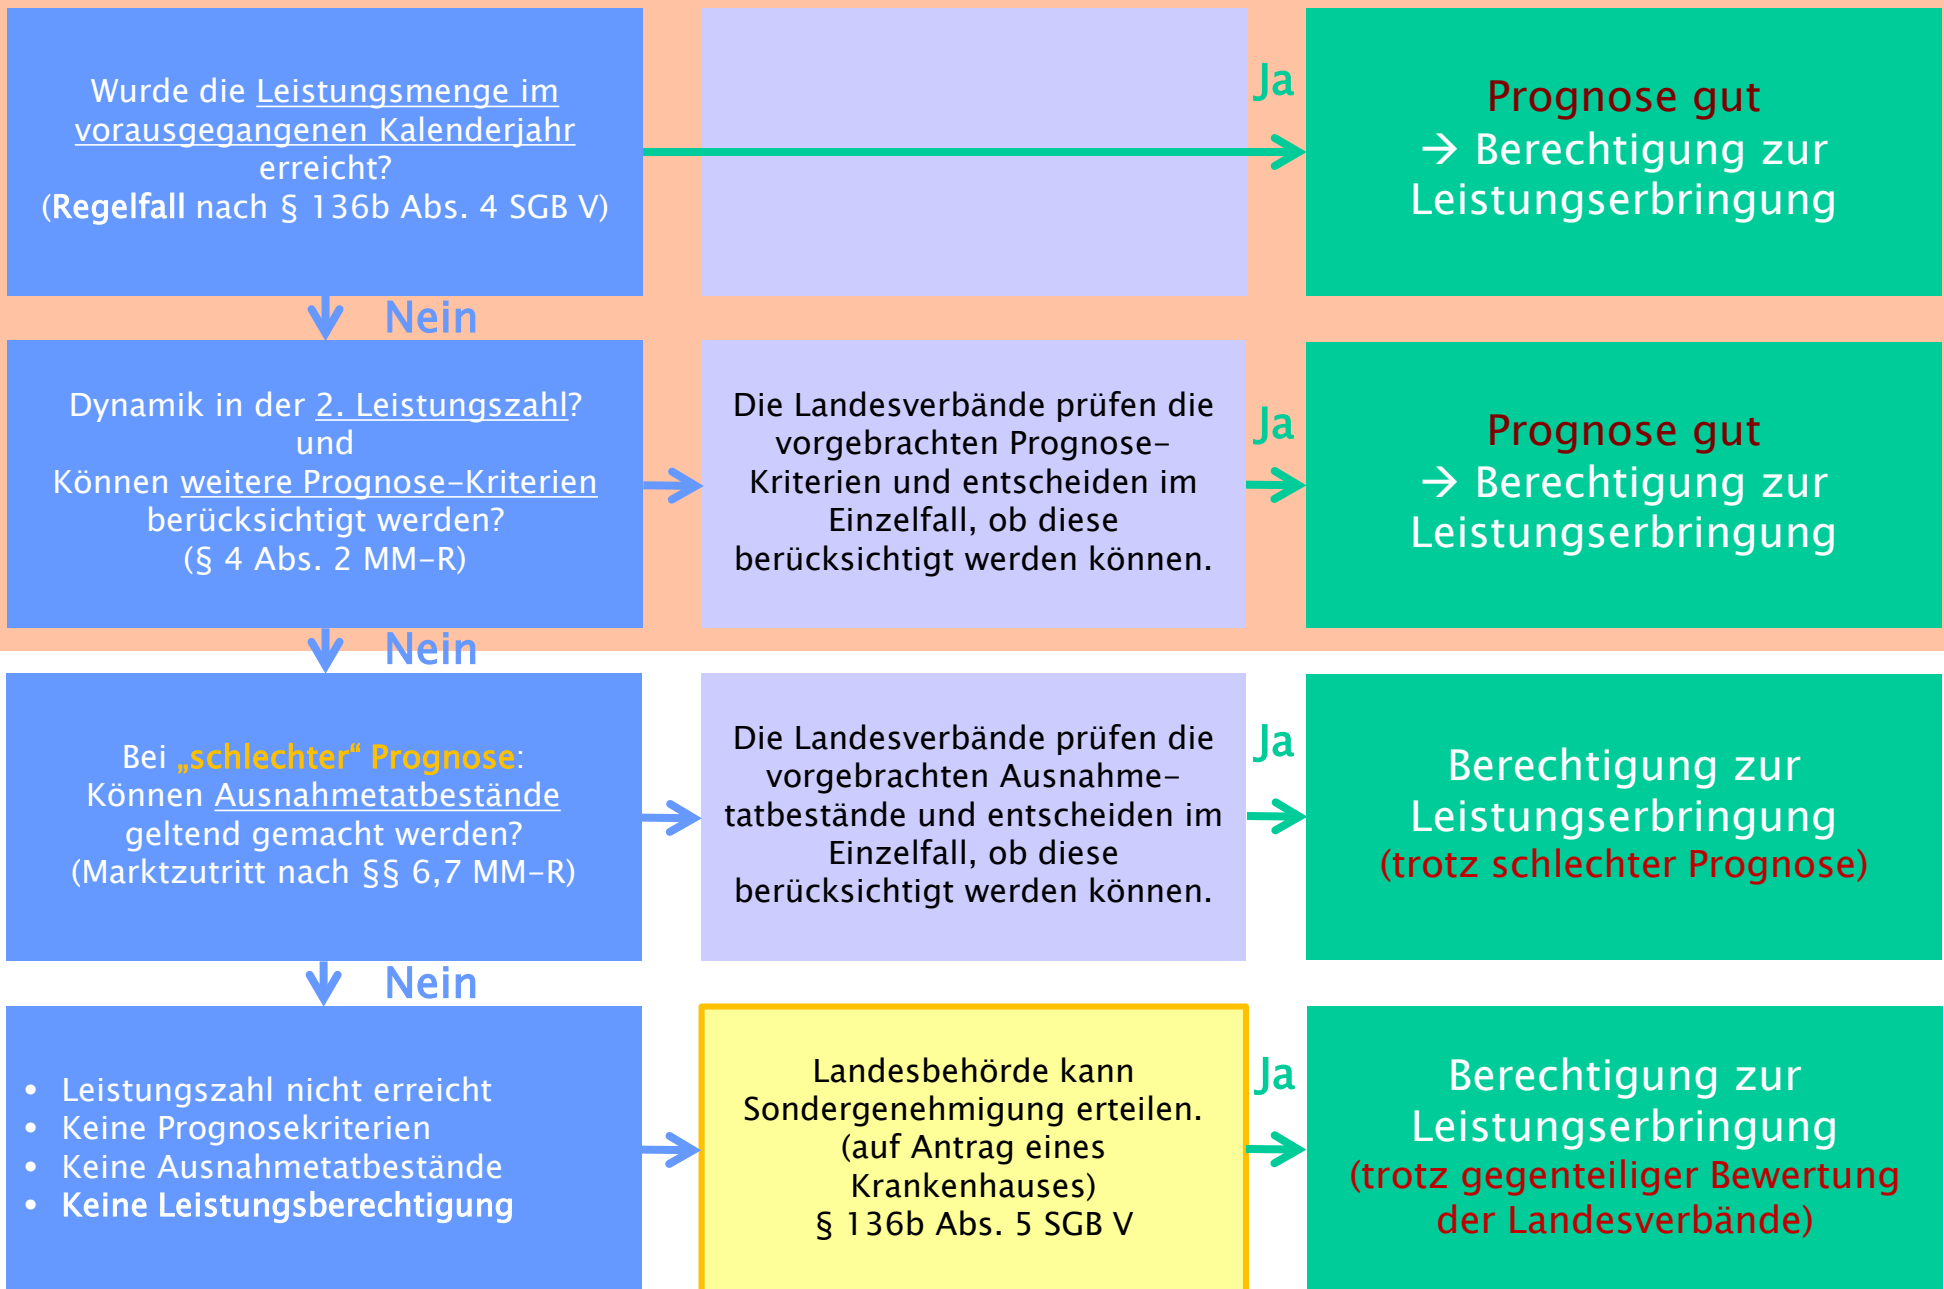 Wurde die Leistungsmenge im
vorausgegangenen Kalenderjahr
erreicht?
(Regelfall nach § 136b Abs. 4 SGB V)
Ja
Prognose gut
→ Berechtigung zur
Leistungserbringung
Nein
Dynamik in der 2. Leistungszahl?
und
Können weitere Prognose-Kriterien
berücksichtigt werden?
(§ 4 Abs. 2 MM-R)
Die Landesverbände prüfen die
vorgebrachten Prognose-
Kriterien und entscheiden im
Einzelfall, ob diese
berücksichtigt werden können.
Ja
Prognose gut
→ Berechtigung zur
Leistungserbringung
Nein
Bei „schlechter“ Prognose:
Können Ausnahmetatbestände
geltend gemacht werden?
(Marktzutritt nach §§ 6,7 MM-R)
Die Landesverbände prüfen die
vorgebrachten Ausnahme-
tatbestände und entscheiden im
Einzelfall, ob diese
berücksichtigt werden können.
Ja
Berechtigung zur
Leistungserbringung
(trotz schlechter Prognose)
Nein
• Leistungszahl nicht erreicht
• Keine Prognosekriterien
• Keine Ausnahmetatbestände
• Keine Leistungsberechtigung
Landesbehörde kann
Sondergenehmigung erteilen.
(auf Antrag eines
Krankenhauses)
§ 136b Abs. 5 SGB V
Ja
Berechtigung zur
Leistungserbringung
(trotz gegenteiliger Bewertung
der Landesverbände)